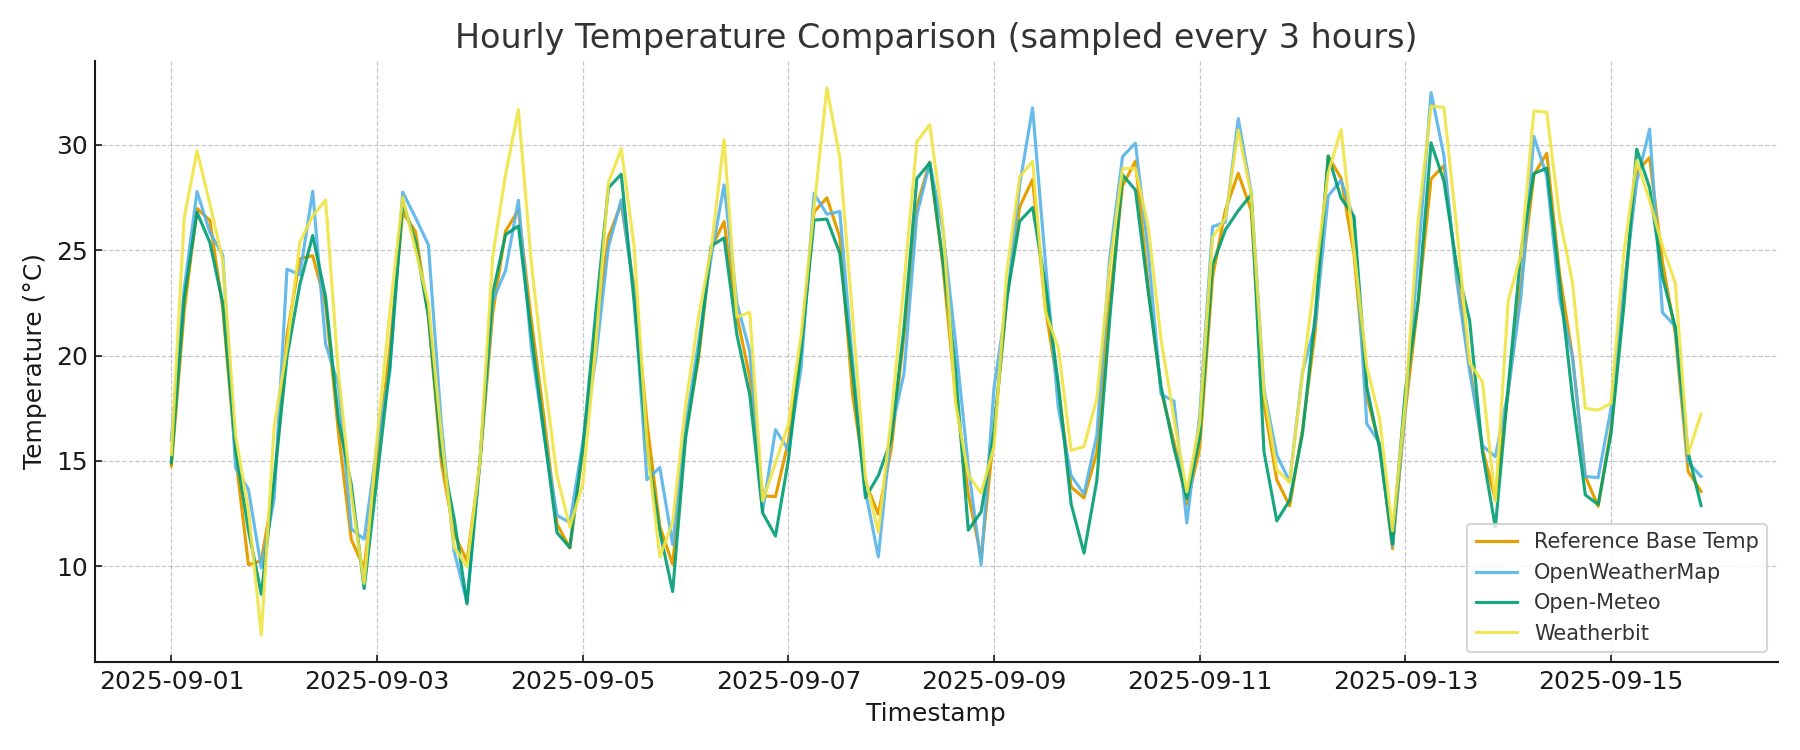 Hourly Temperature Comparison (sampled every 3 hours)
Temperature (°C)
30
25
20
15
10
Reference Base Temp
OpenWeatherMap
Open-Meteo
Weatherbit
2025-09-01
2025-09-03
2025-09-05
2025-09-07
2025-09-09
2025-09-11
2025-09-13
2025-09-15
Timestamp